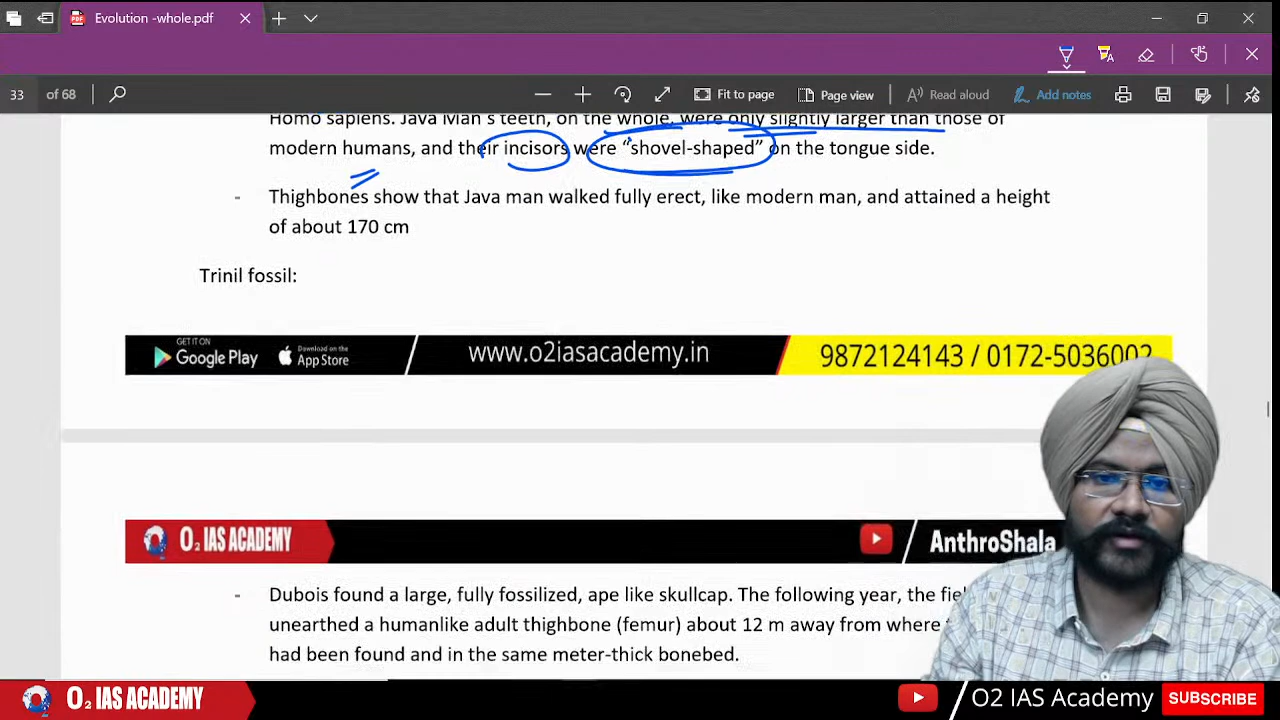 Evolution -whole.pdf
33 of 68
Fit to page
Page view
Read aloud
Add notes
Homo sapiens. Java Man's teeth, on the whole, were only slightly larger than those of
modern humans, and their incisors were “shovel-shaped” on the tongue side.
- Thighbones show that Java man walked fully erect, like modern man, and attained a height
of about 170 cm
Trinil fossil:
GET IT ON
Google Play
Download on the
App Store
www.o2iasacademy.in
9872124143 / 0172-5036002
O2 IAS ACADEMY
AnthroShala
- Dubois found a large, fully fossilized, ape like skullcap. The following year, the
unearthed a humanlike adult thighbone (femur) about 12 m away from where
had been found and in the same meter-thick bonebed.
O2 IAS ACADEMY
O2 IAS Academy
SUBSCRIBE